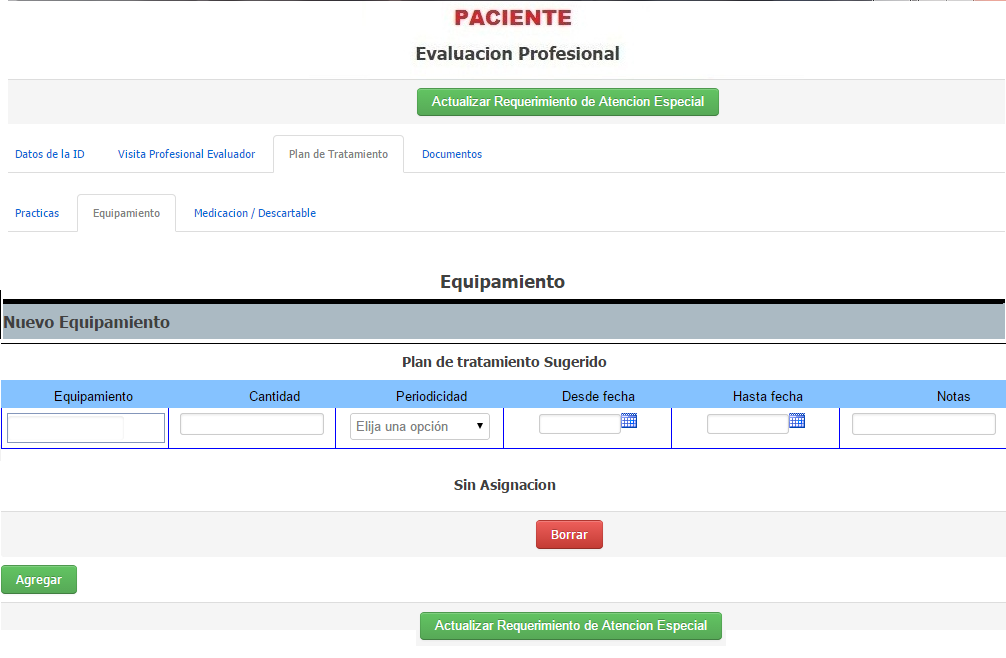 PACIENTE
Evaluacion Profesional
Actualizar Requerimiento de Atencion Especial
Datos de la ID Visita Profesional Evaluador Plan de Tratamiento Documentos
Practicas Equipamiento Medicacion / Descartable
Equipamiento
Nuevo Equipamiento
Plan de tratamiento Sugerido
Equipamiento Cantidad Periodicidad Desde fecha Hasta fecha Notas
Elija una opción
Sin Asignacion
Borrar
Agregar
Actualizar Requerimiento de Atencion Especial